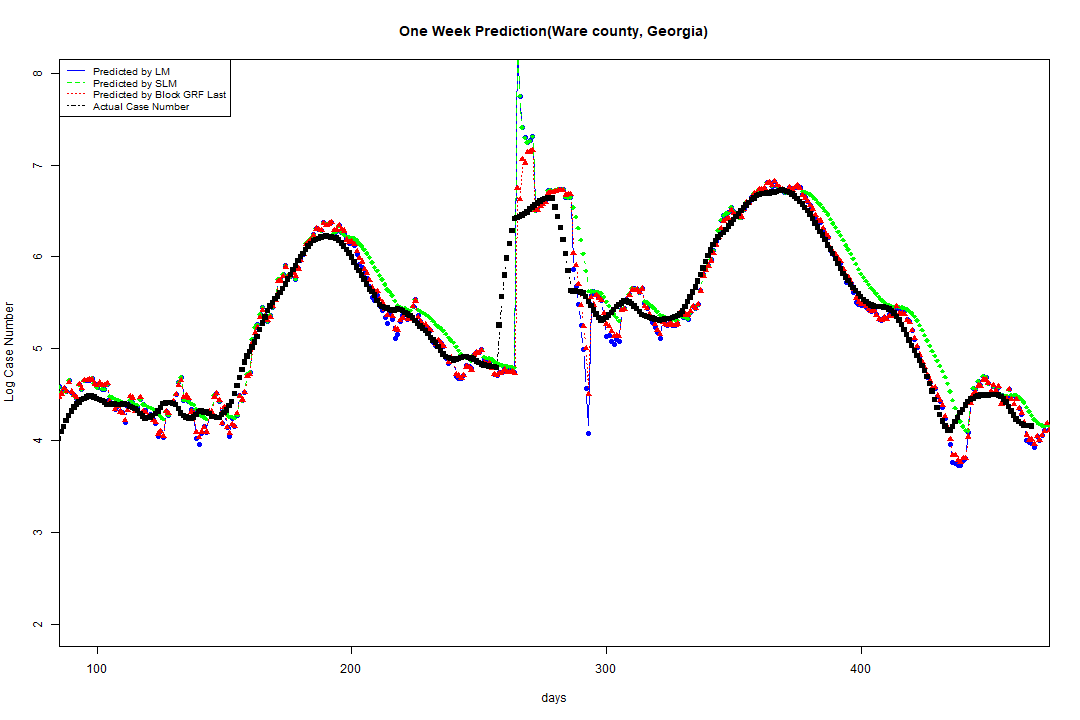 One Week Prediction(Ware county, Georgia)
Predicted by LM
Predicted by SLM
Predicted by Block GRF Last
Actual Case Number
8
7
6
5
4
3
2
Log Case Number
100 200 300 400
days